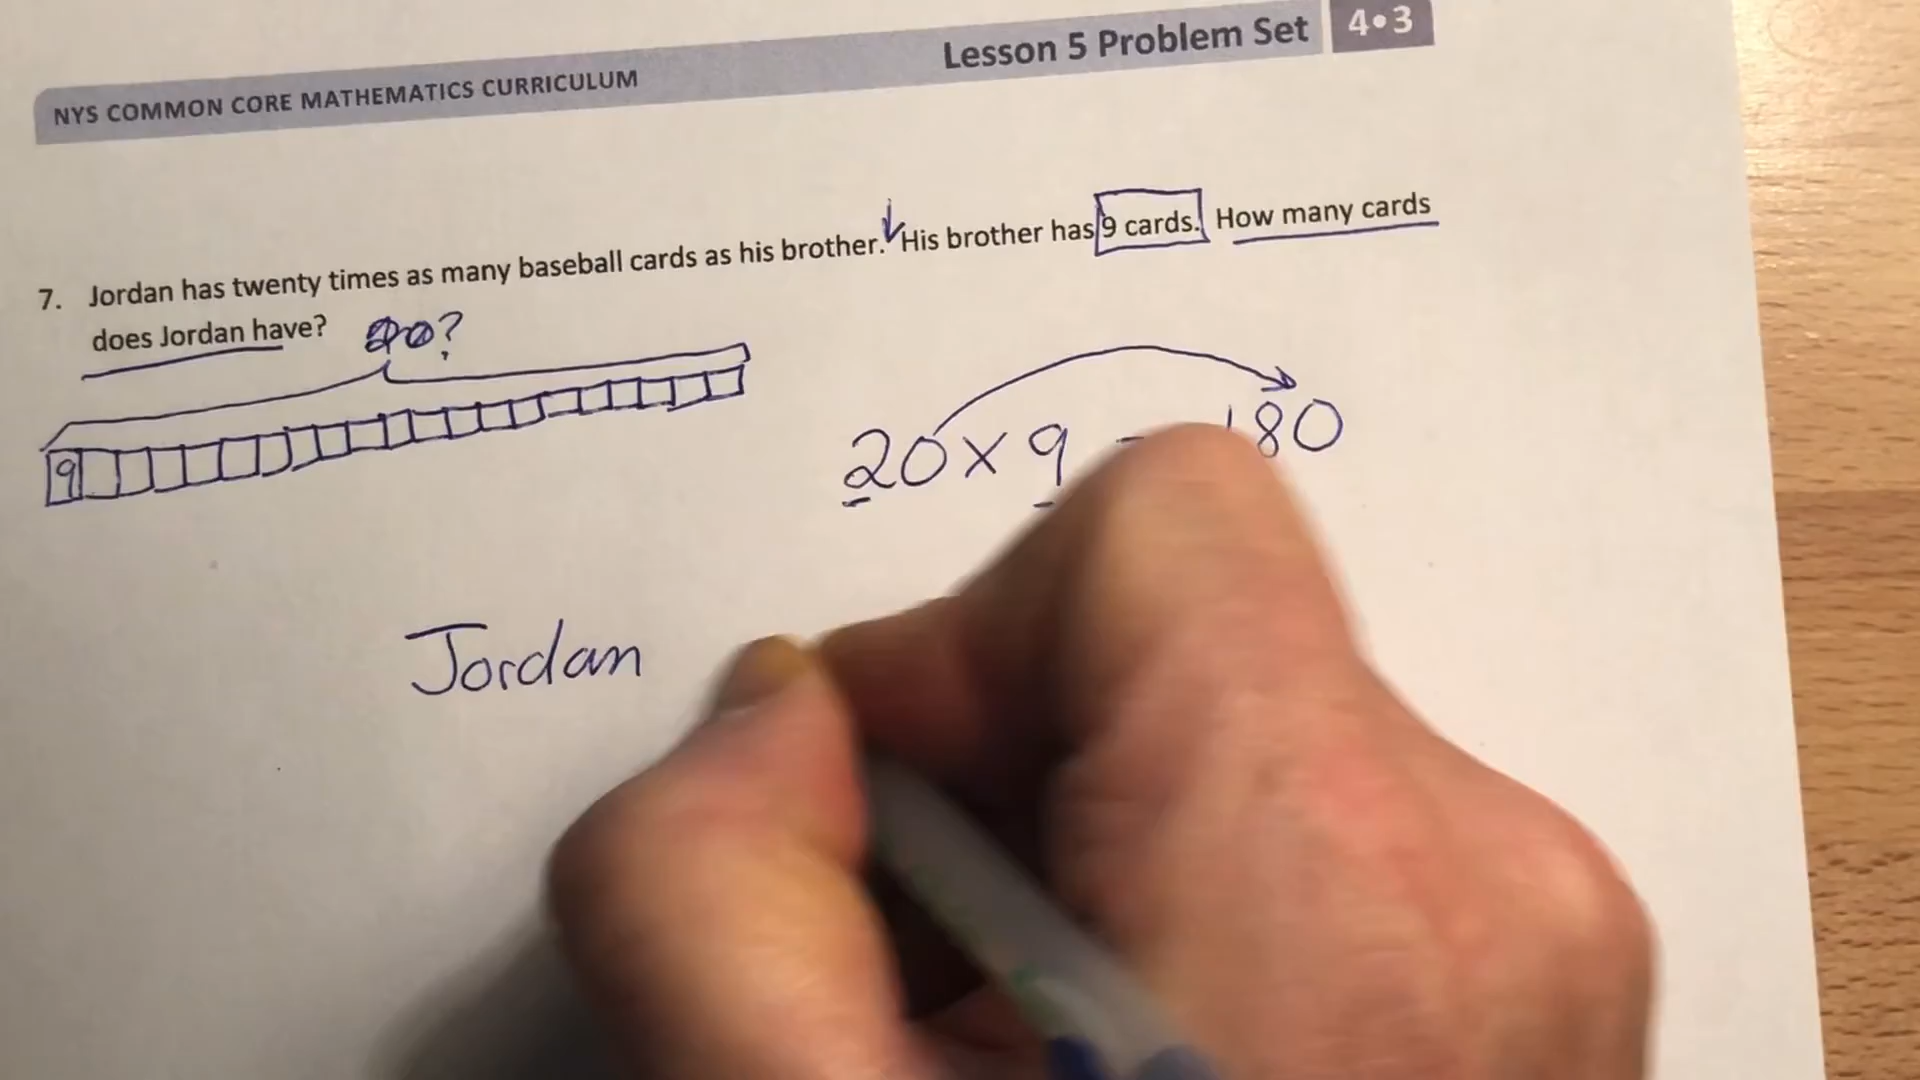 NYS COMMON CORE MATHEMATICS CURRICULUM Lesson 5 Problem Set 4•3
7. Jordan has twenty times as many baseball cards as his brother. His brother has 9 cards. How many cards
does Jordan have? ?
9
20 x 9 = 180
Jordan